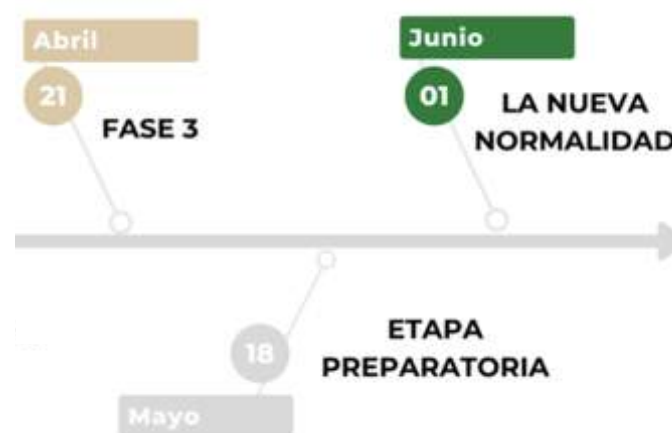 Abril
21
FASE 3
Junio
01
LA NUEVA
NORMALIDAD
18
Mayo
ETAPA
PREPARATORIA